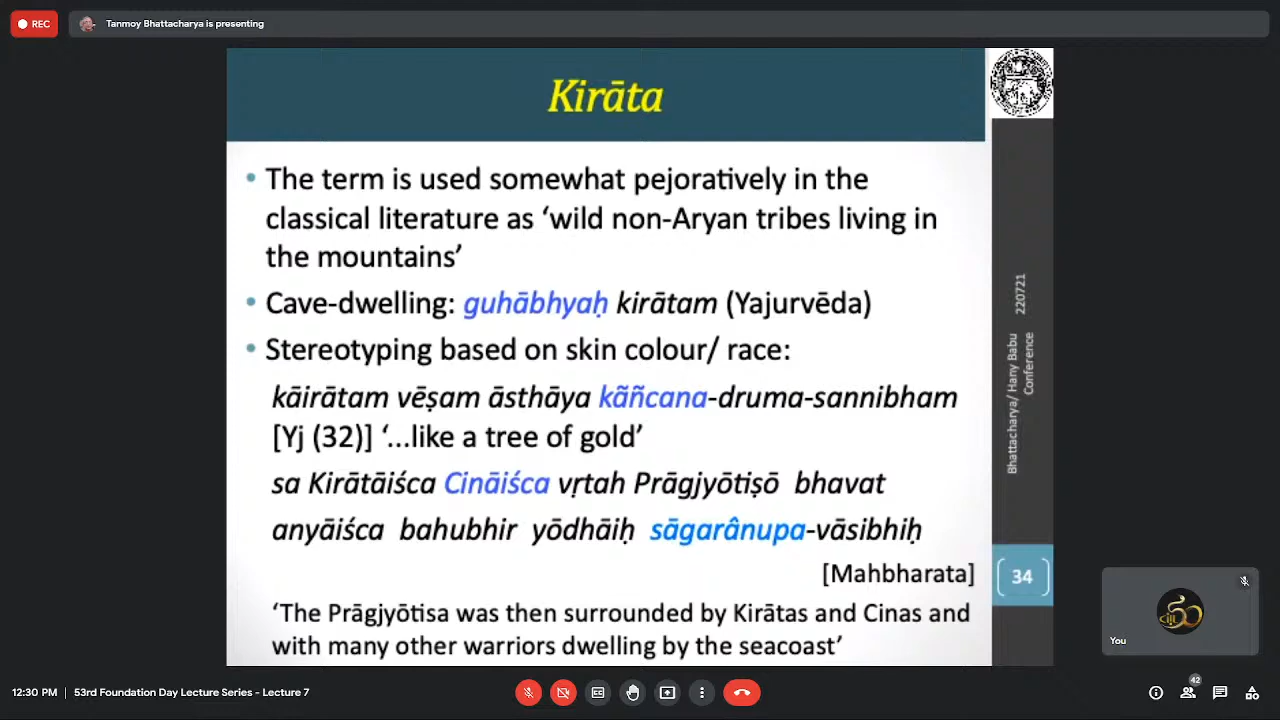 REC
Tanmoy Bhattacharya is presenting
Kirāta
• The term is used somewhat pejoratively in the
classical literature as ‘wild non-Aryan tribes living in
the mountains’
• Cave-dwelling: guhābhyaḥ kirātam (Yajurvēda)
• Stereotyping based on skin colour/ race:
kāirātam vēṣam āsthāya kãñcana-druma-sannibham
[Yj (32)] ‘...like a tree of gold’
sa Kirātāiśca Cināiśca vṛtah Prāgjyōtiṣō bhavat
anyāiśca bahubhir yōdhāiḥ sāgarânupa-vāsibhiḥ
[Mahbharata]
‘The Prāgjyōtisa was then surrounded by Kirātas and Cinas and
with many other warriors dwelling by the seacoast’
220721
Bhattacharya/ Hany Babu
Conference
34
You
12:30 PM | 53rd Foundation Day Lecture Series - Lecture 7
42